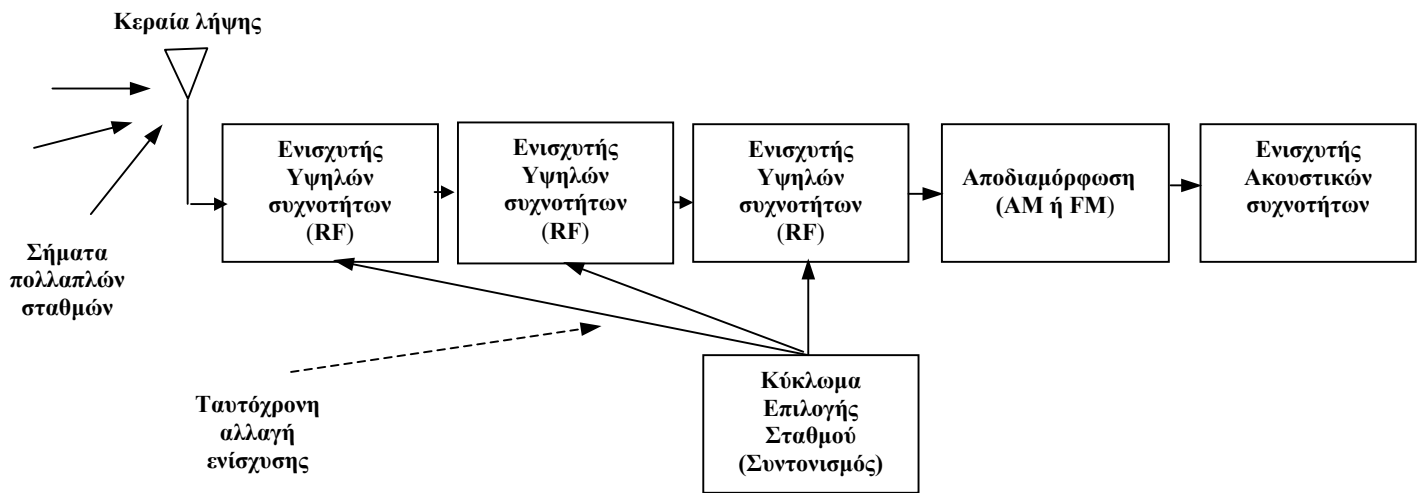 Κεραία λήψης
Ενισχυτής
Υψηλών
συχνοτήτων
(RF)
Ενισχυτής
Υψηλών
συχνοτήτων
(RF)
Ενισχυτής
Υψηλών
συχνοτήτων
(RF)
Αποδιαμόρφωση
(AM ή FM)
Ενισχυτής
Ακουστικών
συχνοτήτων
Σήματα
πολλαπλών
σταθμών
Κύκλωμα
Επιλογής
Σταθμού
(Συντονισμός)
Ταυτόχρονη
αλλαγή
ενίσχυσης